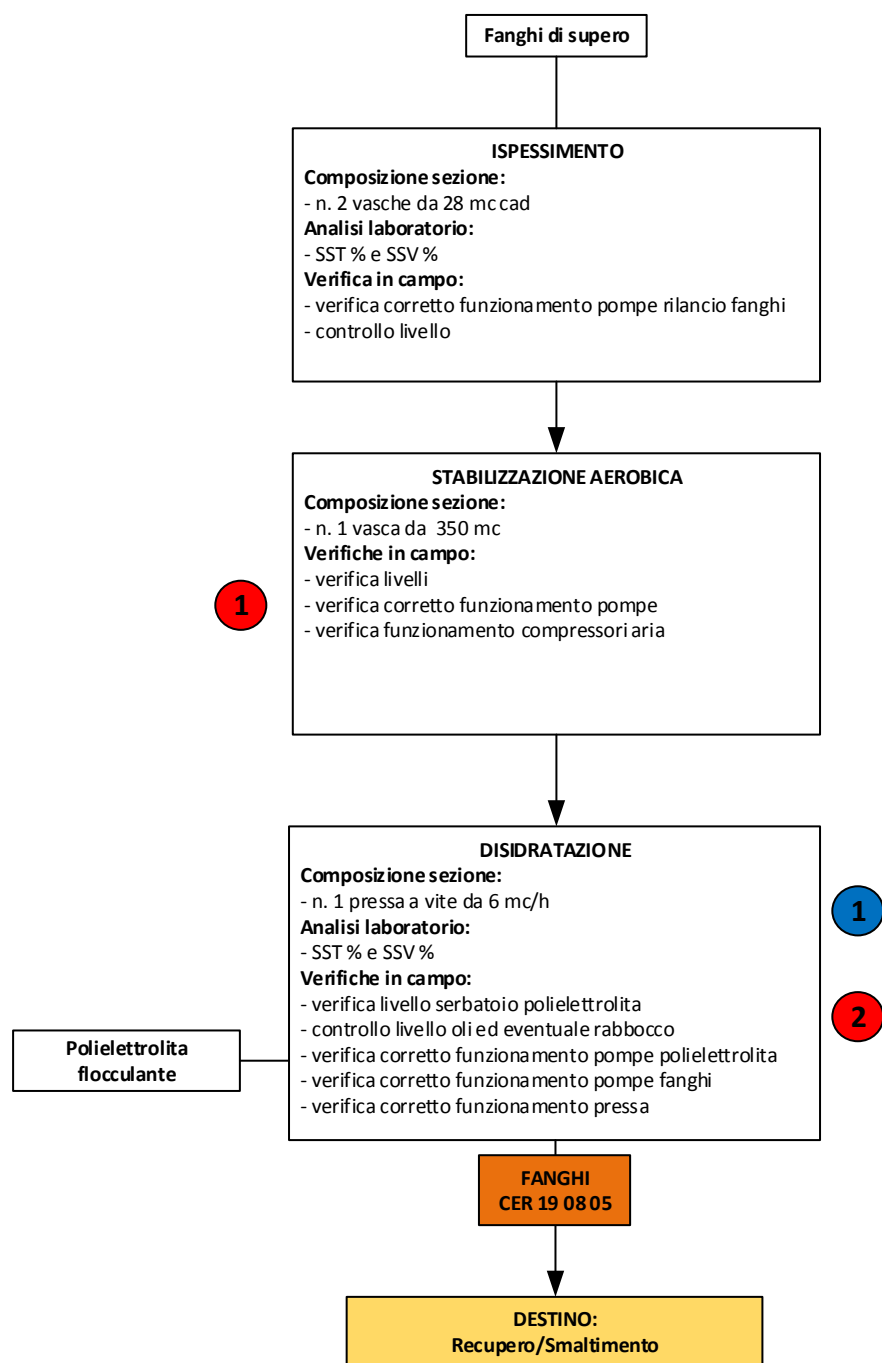 Fanghi di supero
ISPESSIMENTO
Composizione sezione:
- n. 2 vasche da 28 mc cad
Analisi laboratorio:
- SST % e SSV %
Verifica in campo:
- verifica corretto funzionamento pompe rilancio fanghi
- controllo livello
STABILIZZAZIONE AEROBICA
Composizione sezione:
- n. 1 vasca da 350 mc
Verifiche in campo:
- verifica livelli
- verifica corretto funzionamento pompe
- verifica funzionamento compressori aria
1
DISIDRATAZIONE
Composizione sezione:
- n. 1 pressa a vite da 6 mc/h
Analisi laboratorio:
- SST % e SSV %
Verifiche in campo:
- verifica livello serbatoio polielettrolita
- controllo livello oli ed eventuale rabbocco
- verifica corretto funzionamento pompe polielettrolita
- verifica corretto funzionamento pompe fanghi
- verifica corretto funzionamento pressa
1
2
Polielettrolita
flocculante
FANGHI
CER 19 08 05
DESTINO:
Recupero/Smaltimento